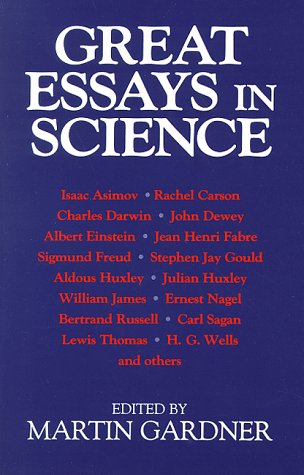 GREAT
ESSAYS IN
SCIENCE
Isaac Asimov • Rachel Carson
Charles Darwin • John Dewey
Albert Einstein • Jean Henri Fabre
Sigmund Freud • Stephen Jay Gould
Aldous Huxley • Julian Huxley
William James • Ernest Nagel
Bertrand Russell • Carl Sagan
Lewis Thomas • H. G. Wells
and others
EDITED BY
MARTIN GARDNER